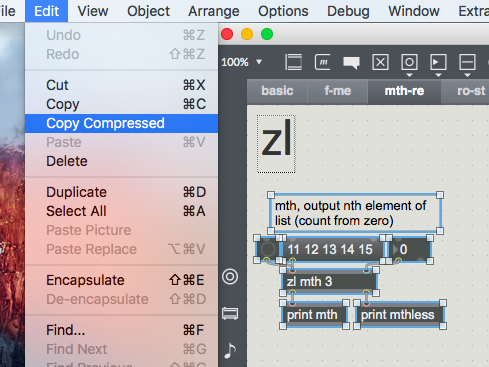 ile Edit View Object Arrange Options Debug Window Extra
Undo ⌘Z
Redo ⇧⌘Z
Cut ⌘X
Copy ⌘C
Copy Compressed
Paste ⌘V
Delete
Duplicate ⌘D
Select All ⌘A
Paste Picture
Paste Replace ⌥⌘V
Encapsulate ⇧⌘E
De-encapsulate ⇧⌘D
Find... ⌘F
Find Next ⌘G
Find Previous ⇧⌘G
100%
basic f-me mth-re ro-st
zl
mth, output nth element of
list (count from zero)
11 12 13 14 15 0
zl mth 3
print mth print mthless